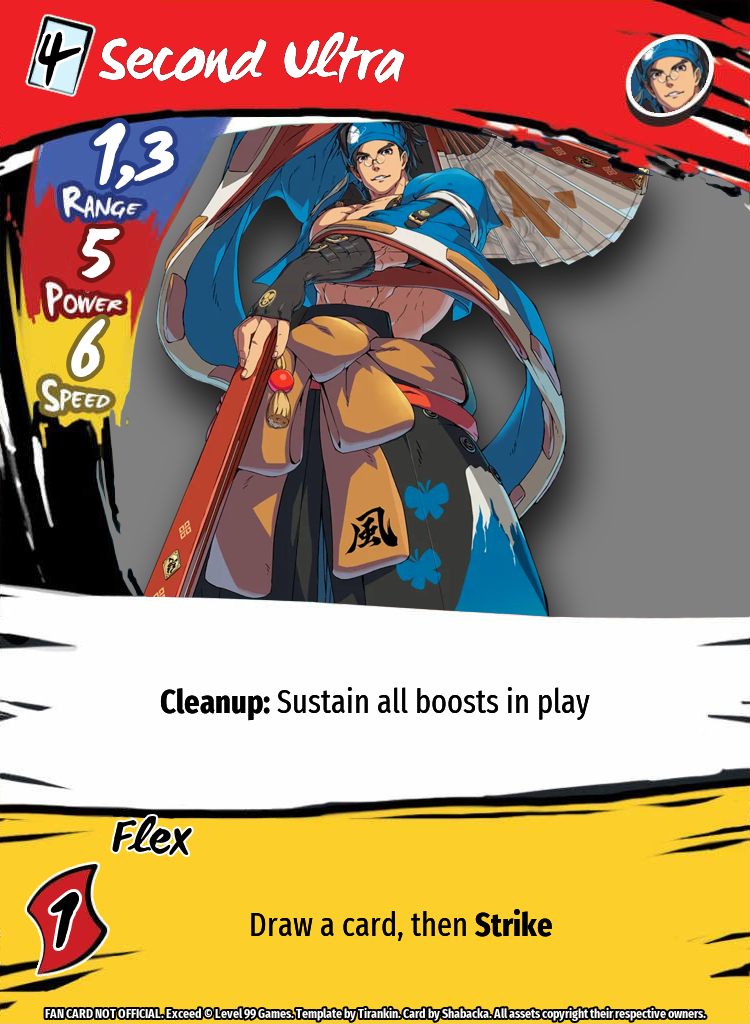 4 Second Ultra
1,3
RANGE
5
POWER
6
SPEED
風
Cleanup: Sustain all boosts in play
Flex
1
Draw a card, then Strike
FAN CARD NOT OFFICIAL. Exceed © Level 99 Games. Template by Tirankin. Card by Shabacka. All assets copyright their respective owners.